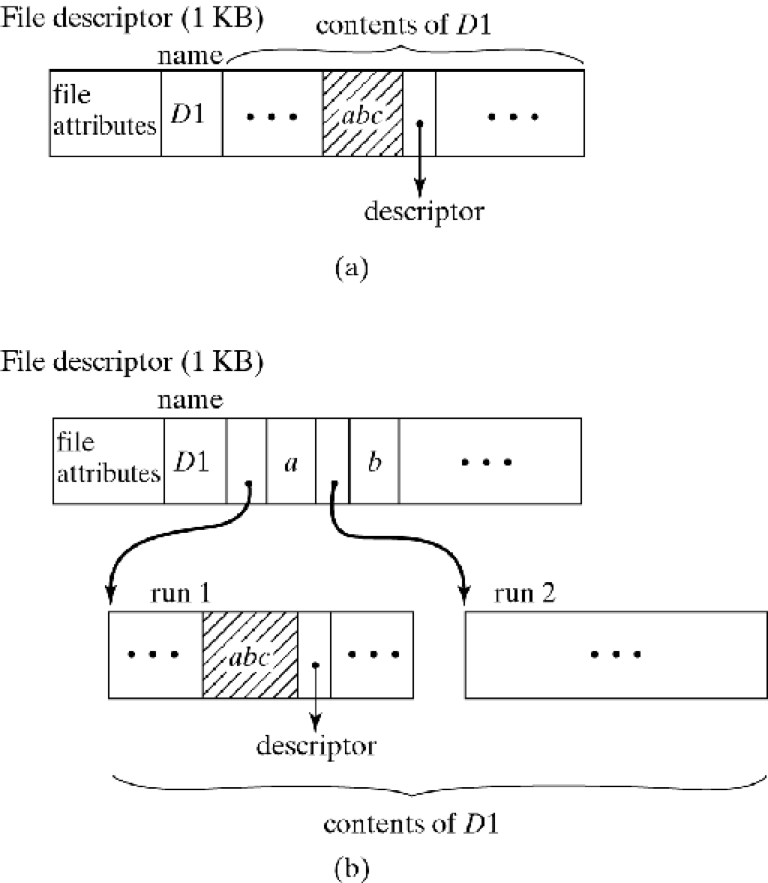 File descriptor (1 KB)
contents of D1
name
file
attributes
D1
• • •
abc
• • •
descriptor
(a)
File descriptor (1 KB)
name
file
attributes
D1
a
b
• • •
run 1
run 2
• • •
abc
• • •
• • •
descriptor
contents of D1
(b)